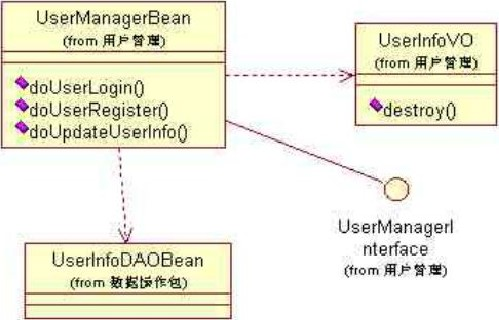 UserManagerBean
(from 用户管理)
doUserLogin()
doUserRegister()
doUpdateUserInfo()
UserInfoVO
(from 用户管理)
destroy()
UserManagerI
nterface
(from 用户管理)
UserInfoDAOBean
(from 数据操作包)